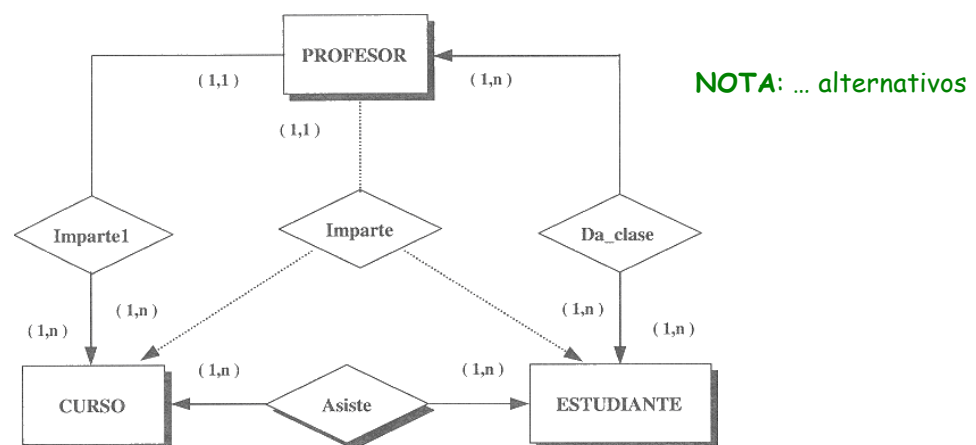 PROFESOR
( 1,1 )
( 1,n )
NOTA: ... alternativos
( 1,1 )
Imparte1
Imparte
Da_clase
( 1,n )
( 1,n )
( 1,n )
( 1,n )
( 1,n )
( 1,n )
CURSO
Asiste
ESTUDIANTE